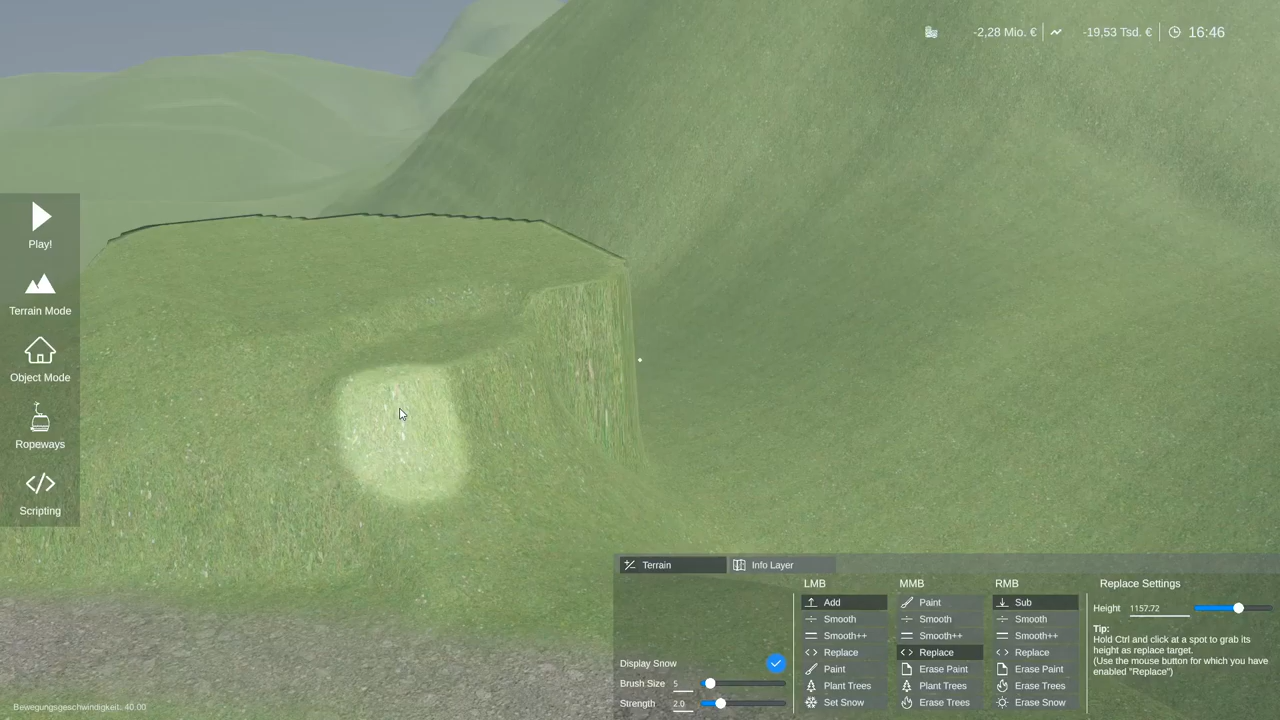 -2,28 Mio. €
-19,53 Tsd. €
16:46
Play!
Terrain Mode
Object Mode
Ropeways
Scripting
Terrain
Info Layer
Display Snow
Brush Size 5
Strength 2.0
LMB
Add
Smooth
Smooth++
Replace
Paint
Plant Trees
Set Snow
MMB
Paint
Smooth
Smooth++
Replace
Erase Paint
Plant Trees
Erase Trees
RMB
Sub
Smooth
Smooth++
Replace
Erase Paint
Erase Trees
Erase Snow
Replace Settings
Height 1157.72
Tip:
Hold Ctrl and click at a spot to grab its
height as replace target.
(Use the mouse button for which you have
enabled "Replace")
Bewegungsgeschwindigkeit: 40.00